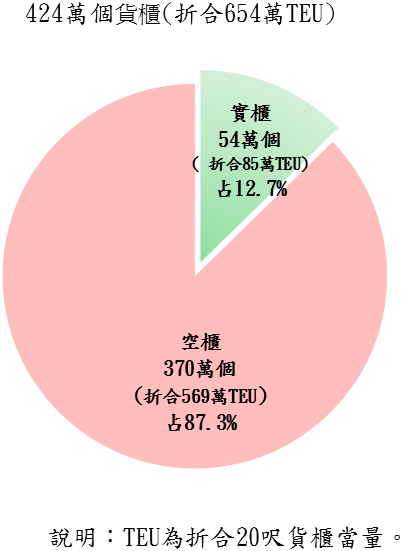 424萬個貨櫃(折合654萬TEU)
實櫃
54萬個
( 折合85萬TEU)
占12.7%
空櫃
370萬個
(折合569萬TEU)
占87.3%
說明：TEU為折合20呎貨櫃當量。